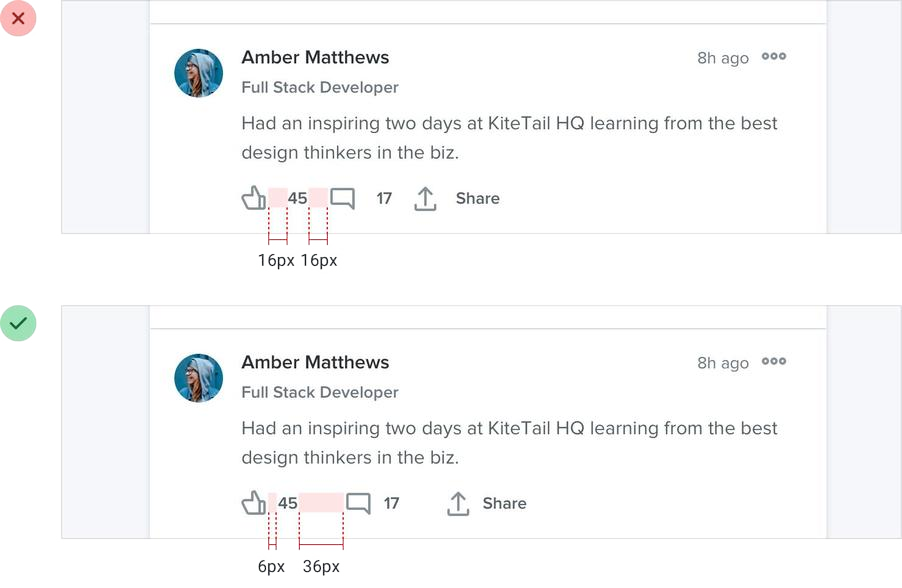 Amber Matthews
8h ago
Full Stack Developer
Had an inspiring two days at KiteTail HQ learning from the best
design thinkers in the biz.
45 17 Share
16px 16px
Amber Matthews
8h ago
Full Stack Developer
Had an inspiring two days at KiteTail HQ learning from the best
design thinkers in the biz.
45 17 Share
6px 36px